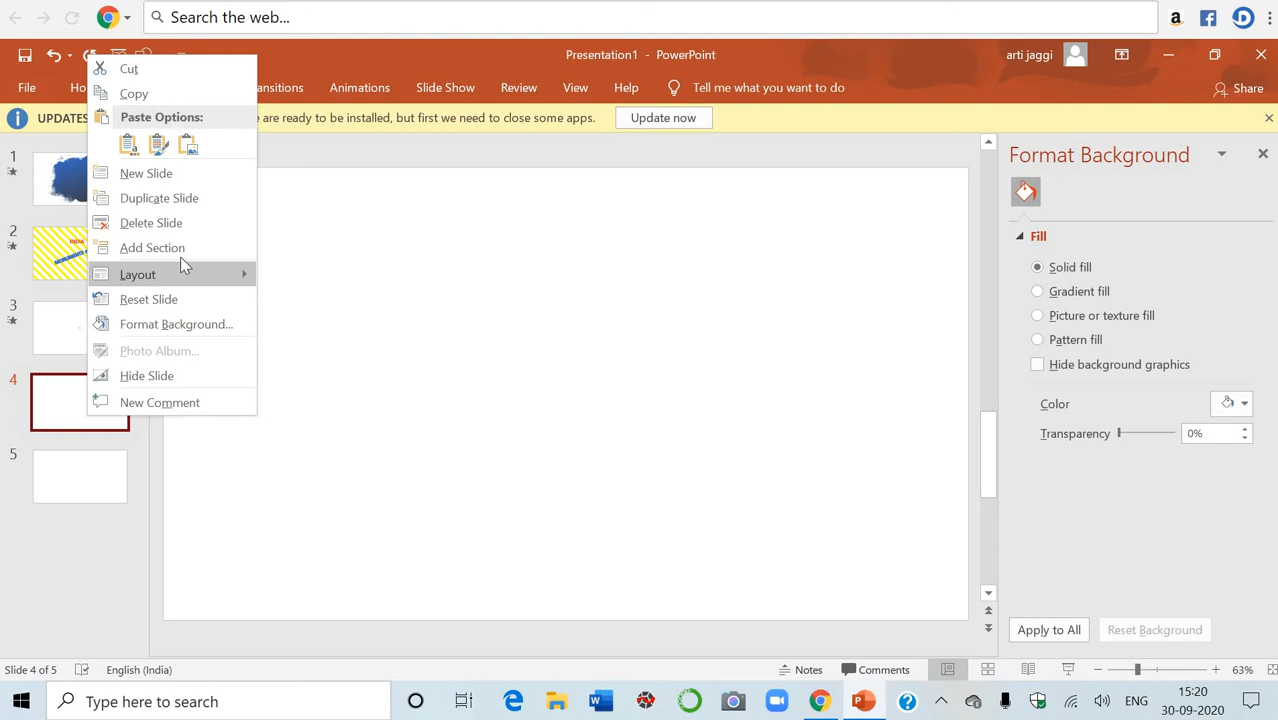 Search the web...
a
Presentation1 - PowerPoint
arti jaggi
File
Ho
nsitions
Animations
Slide Show
Review
View
Help
Tell me what you want to do
Share
UPDATES
e are ready to be installed, but first we need to close some apps.
Update now
Cut
Copy
Paste Options:
New Slide
Duplicate Slide
Delete Slide
Add Section
Layout
Reset Slide
Format Background...
Photo Album...
Hide Slide
New Comment
1
2
INDIA
3
4
5
Format Background
Fill
Solid fill
Gradient fill
Picture or texture fill
Pattern fill
Hide background graphics
Color
Transparency
0%
Apply to All
Reset Background
Slide 4 of 5
English (India)
Notes
Comments
63%
Type here to search
ENG
15:20
30-09-2020